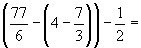 (77/6 − (4 − 7/3)) − 1/2 =